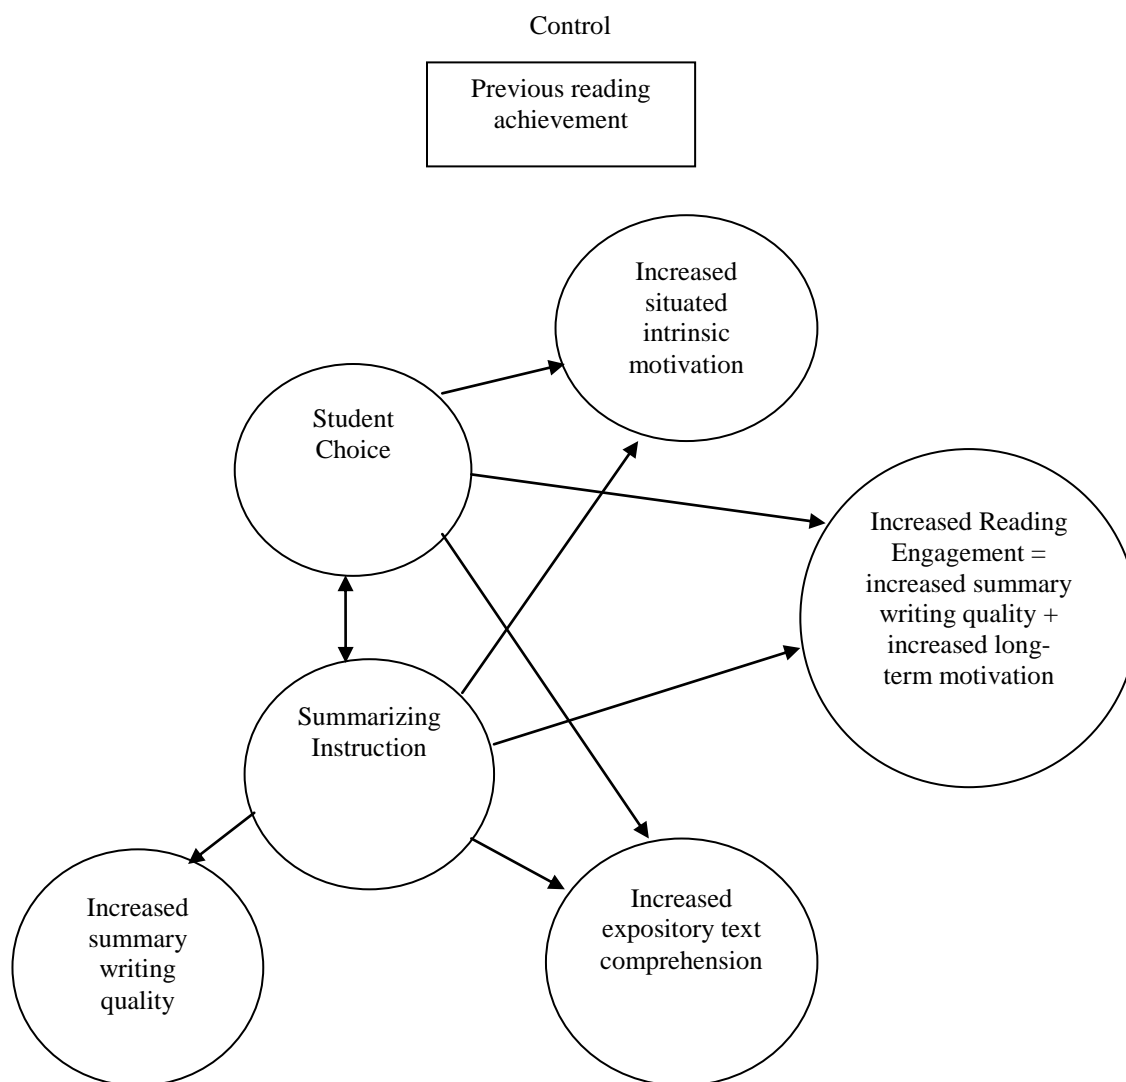 Control
Previous reading
achievement
Increased
situated
intrinsic
motivation
Student
Choice
Increased Reading
Engagement =
increased summary
writing quality +
increased long-
term motivation
Summarizing
Instruction
Increased
summary
writing
quality
Increased
expository text
comprehension